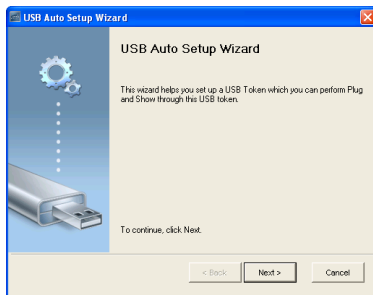 USB Auto Setup Wizard
USB Auto Setup Wizard
This wizard helps you set up a USB Token which you can perform Plug
and Show through this USB token.
To continue, click Next.
< Back
Next >
Cancel